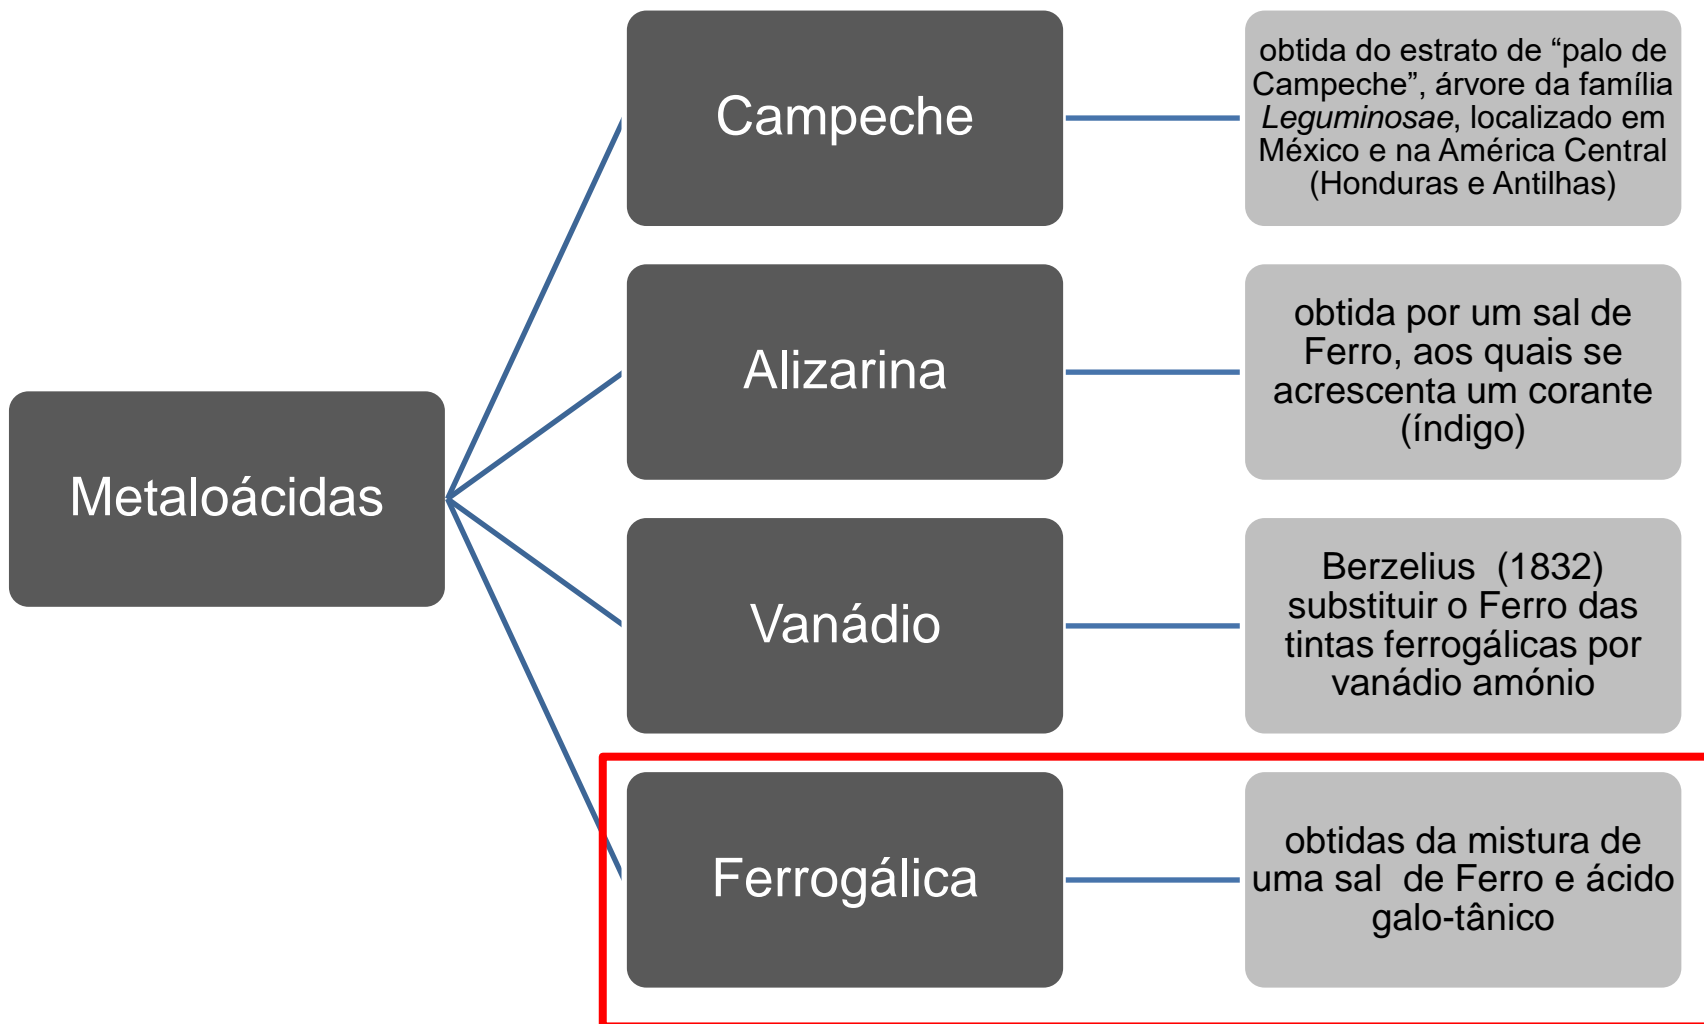 Metaloácidas
Campeche
obtida do estrato de “palo de
Campeche”, árvore da família
Leguminosae, localizado em
México e na América Central
(Honduras e Antilhas)
Alizarina
obtida por um sal de
Ferro, aos quais se
acrescenta um corante
(índigo)
Vanádio
Berzelius  (1832)
substituir o Ferro das
tintas ferrogálicas por
vanádio amónio
Ferrogálica
obtidas da mistura de
uma sal  de Ferro e ácido
galo-tânico